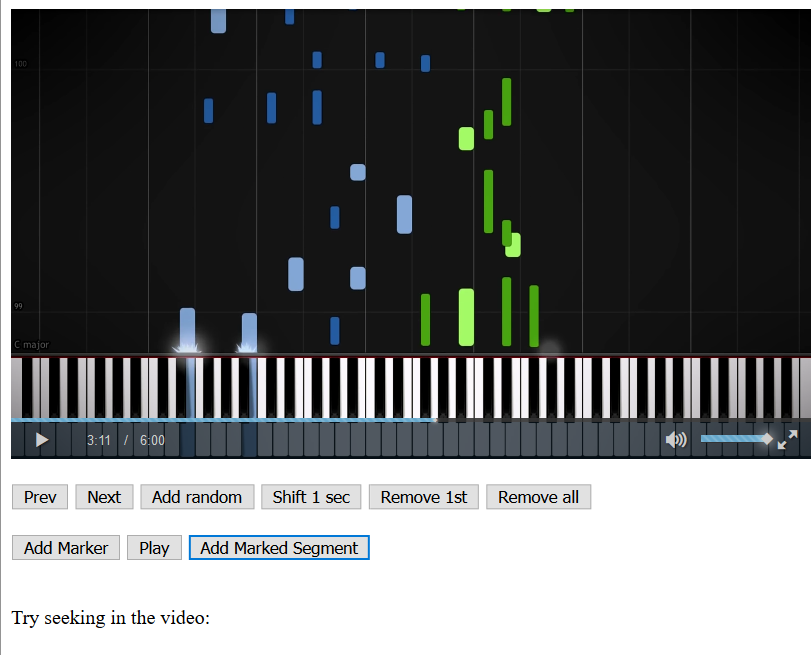 100
99
C major
3:11 / 6:00
Prev Next Add random Shift 1 sec Remove 1st Remove all
Add Marker Play Add Marked Segment
Try seeking in the video: